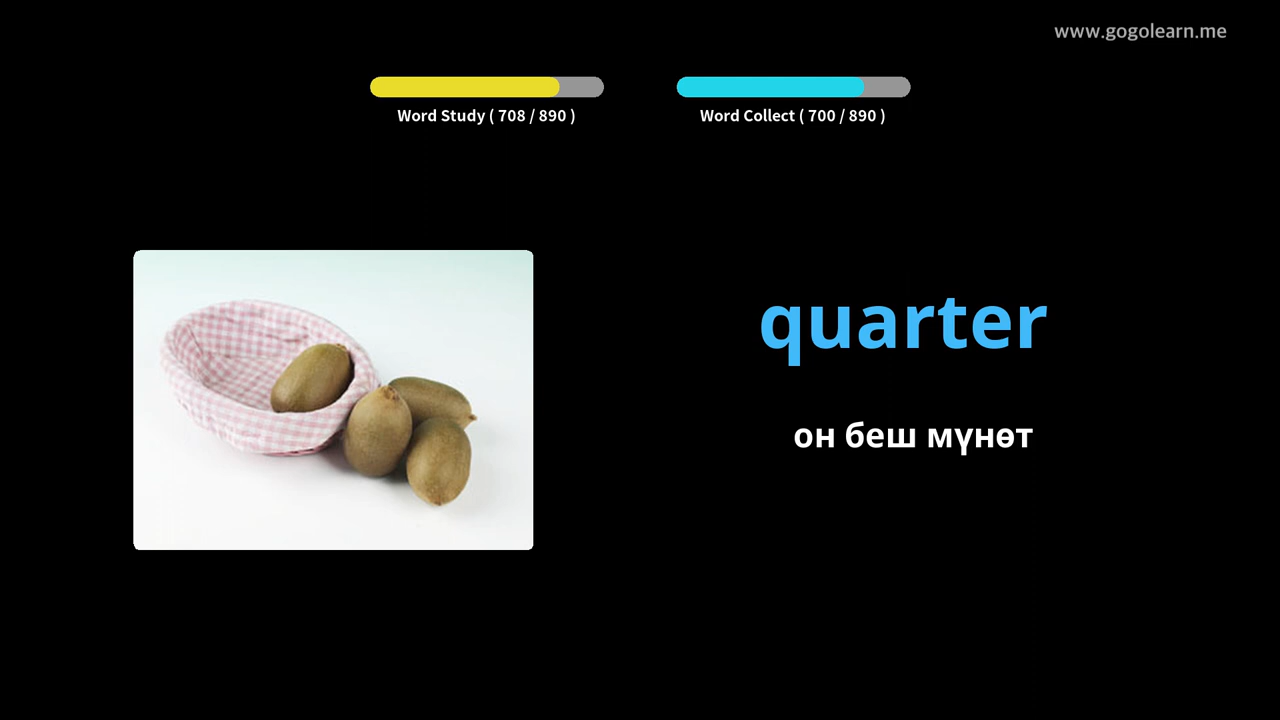 www.gogolearn.me
Word Study ( 708 / 890 )
Word Collect ( 700 / 890 )
quarter
он беш мүнөт